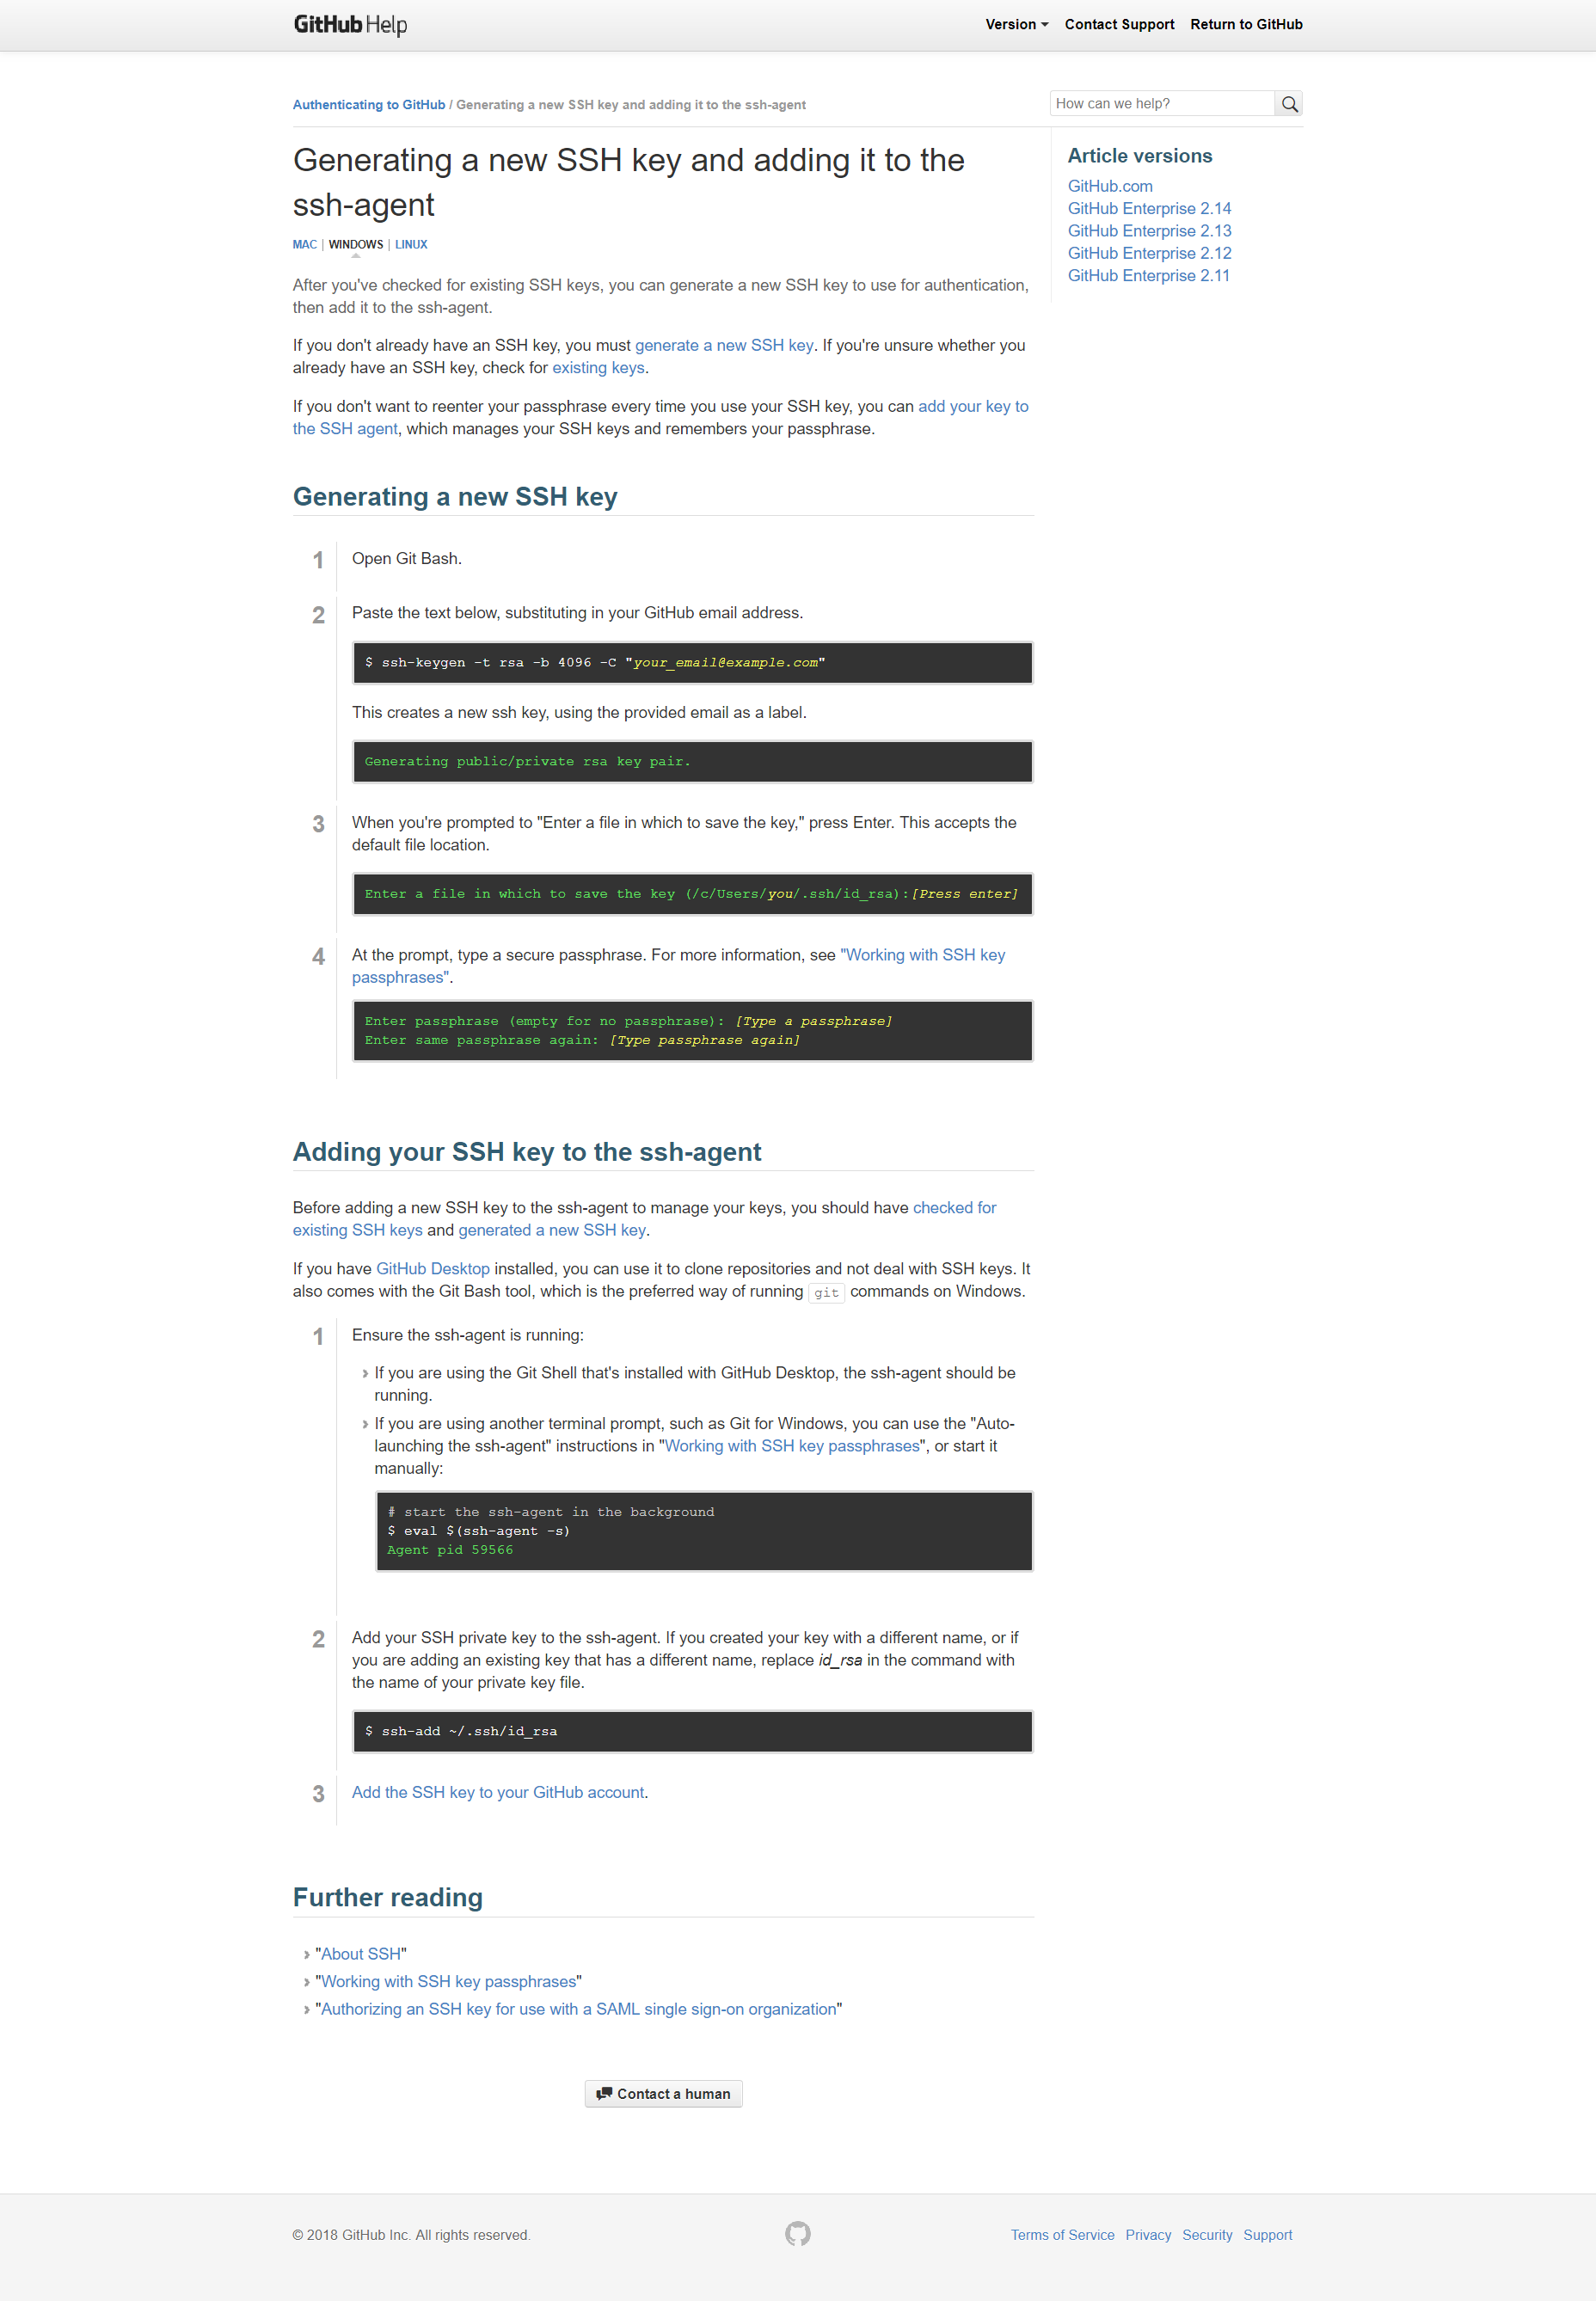 GitHub Help
Version Contact Support Return to GitHub
Authenticating to GitHub / Generating a new SSH key and adding it to the ssh-agent
How can we help?
Generating a new SSH key and adding it to the
ssh-agent
MAC | WINDOWS | LINUX
After you've checked for existing SSH keys, you can generate a new SSH key to use for authentication,
then add it to the ssh-agent.
If you don't already have an SSH key, you must generate a new SSH key. If you're unsure whether you
already have an SSH key, check for existing keys.
If you don't want to reenter your passphrase every time you use your SSH key, you can add your key to
the SSH agent, which manages your SSH keys and remembers your passphrase.
Article versions
GitHub.com
GitHub Enterprise 2.14
GitHub Enterprise 2.13
GitHub Enterprise 2.12
GitHub Enterprise 2.11
Generating a new SSH key
1 Open Git Bash.
2 Paste the text below, substituting in your GitHub email address.
$ ssh-keygen -t rsa -b 4096 -C "your_email@example.com"
This creates a new ssh key, using the provided email as a label.
Generating public/private rsa key pair.
3 When you're prompted to "Enter a file in which to save the key," press Enter. This accepts the
default file location.
Enter a file in which to save the key (/c/Users/you/.ssh/id_rsa):[Press enter]
4 At the prompt, type a secure passphrase. For more information, see "Working with SSH key
passphrases".
Enter passphrase (empty for no passphrase): [Type a passphrase]
Enter same passphrase again: [Type passphrase again]
Adding your SSH key to the ssh-agent
Before adding a new SSH key to the ssh-agent to manage your keys, you should have checked for
existing SSH keys and generated a new SSH key.
If you have GitHub Desktop installed, you can use it to clone repositories and not deal with SSH keys. It
also comes with the Git Bash tool, which is the preferred way of running git commands on Windows.
1 Ensure the ssh-agent is running:
› If you are using the Git Shell that's installed with GitHub Desktop, the ssh-agent should be
running.
› If you are using another terminal prompt, such as Git for Windows, you can use the "Auto-
launching the ssh-agent" instructions in "Working with SSH key passphrases", or start it
manually:
# start the ssh-agent in the background
$ eval $(ssh-agent -s)
Agent pid 59566
2 Add your SSH private key to the ssh-agent. If you created your key with a different name, or if
you are adding an existing key that has a different name, replace id_rsa in the command with
the name of your private key file.
$ ssh-add ~/.ssh/id_rsa
3 Add the SSH key to your GitHub account.
Further reading
› "About SSH"
› "Working with SSH key passphrases"
› "Authorizing an SSH key for use with a SAML single sign-on organization"
Contact a human
© 2018 GitHub Inc. All rights reserved.
Terms of Service Privacy Security Support